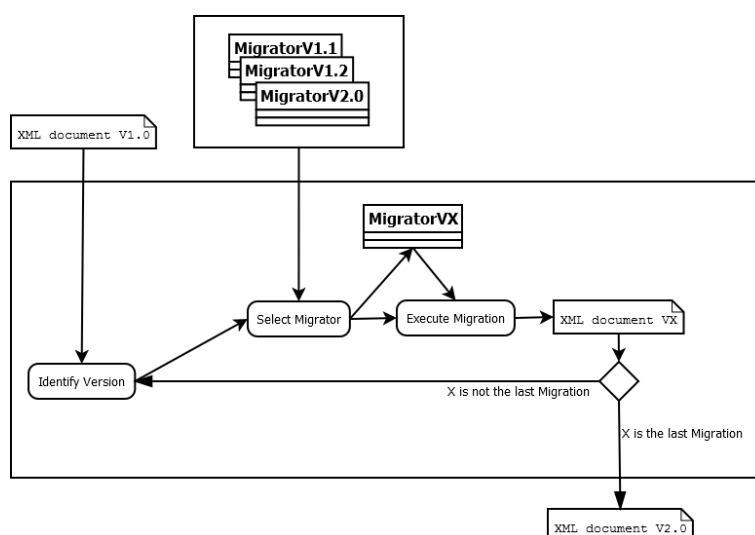 MigratorV1.1
MigratorV1.2
MigratorV2.0
XML document V1.0
MigratorVX
Select Migrator
Execute Migration
XML document VX
Identify Version
X is not the last Migration
X is the last Migration
XML document V2.0